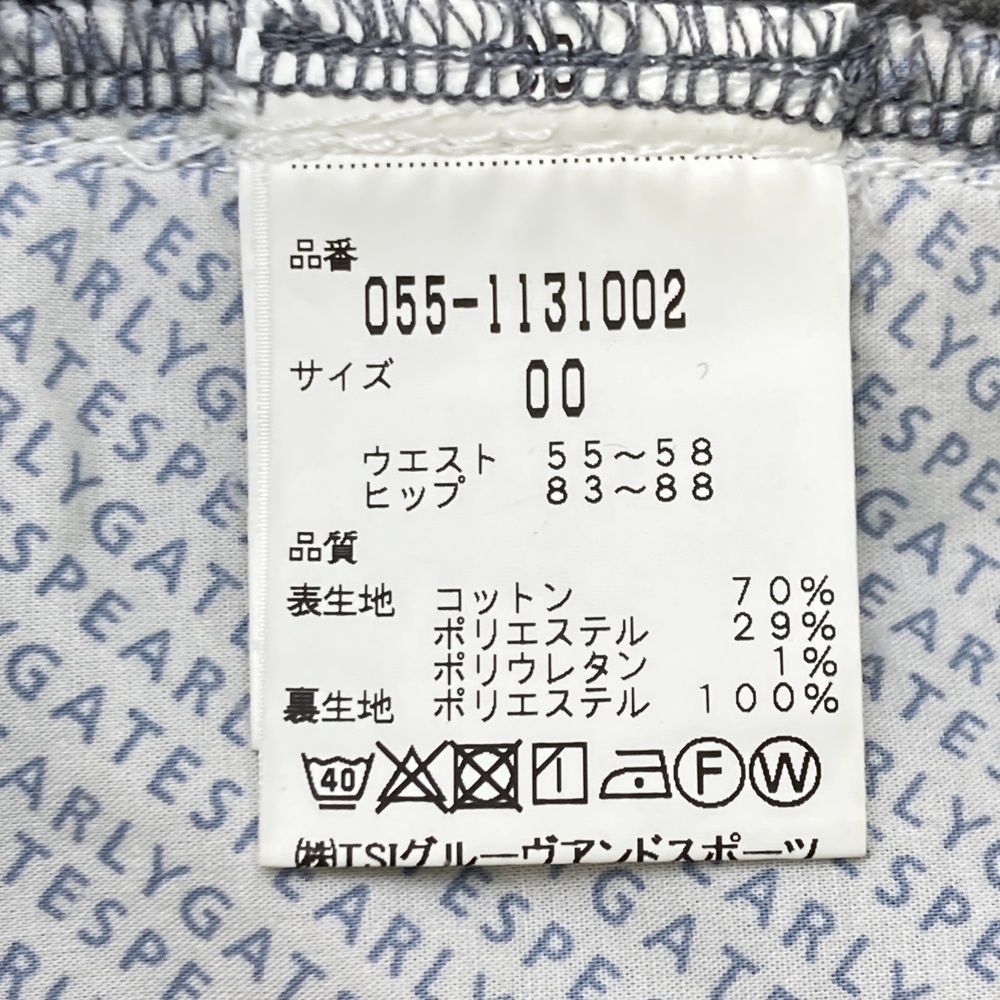 品番
055-1131002
サイズ 00
ウエスト 55～58
ヒップ 83～88
品質
表生地 コットン 70%
ポリエステル 29%
ポリウレタン 1%
裏生地 ポリエステル 100%
40 F W
㈱TSIグルーヴアンドスポーツ
PEARLYGATES